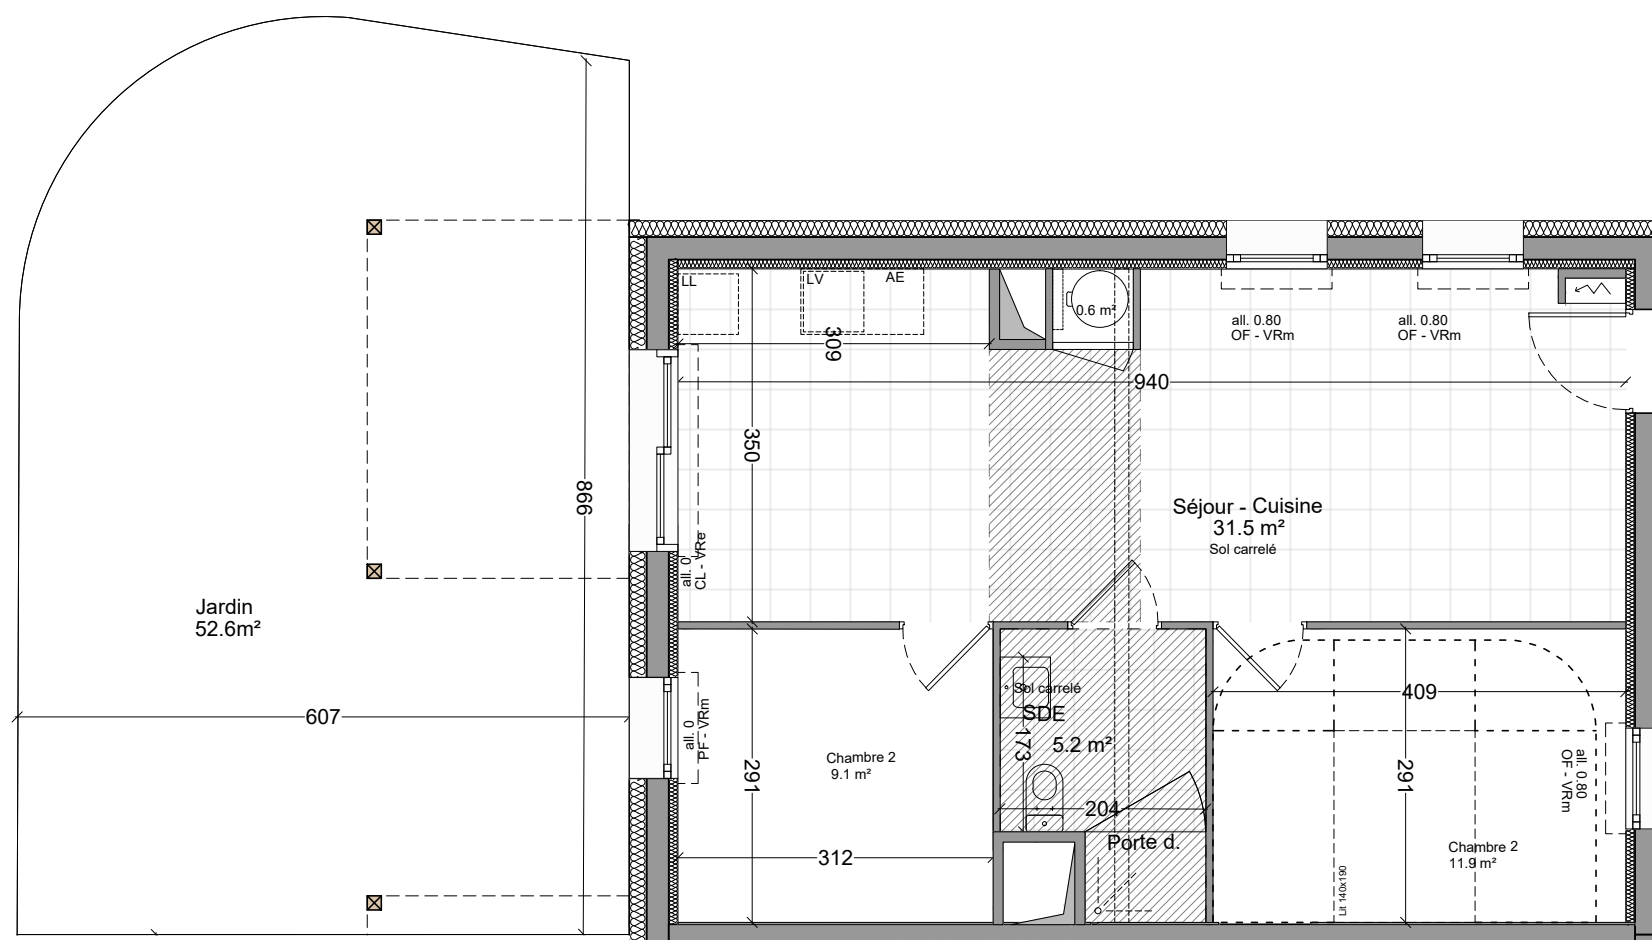 LL
LV
AE
0.6 m²
all. 0.80
OF - VRm
all. 0.80
OF - VRm
309
940
350
866
Séjour - Cuisine
31.5 m²
Sol carrelé
all. 0
CL - VRe
Jardin
52.6m²
607
all. 0
PF - VRm
Sol carrelé
SDE
5.2 m²
173
409
Chambre 2
9.1 m²
291
291
all. 0.80
OF - VRm
204
Porte d.
312
Chambre 2
11.9 m²
Lit 140x190